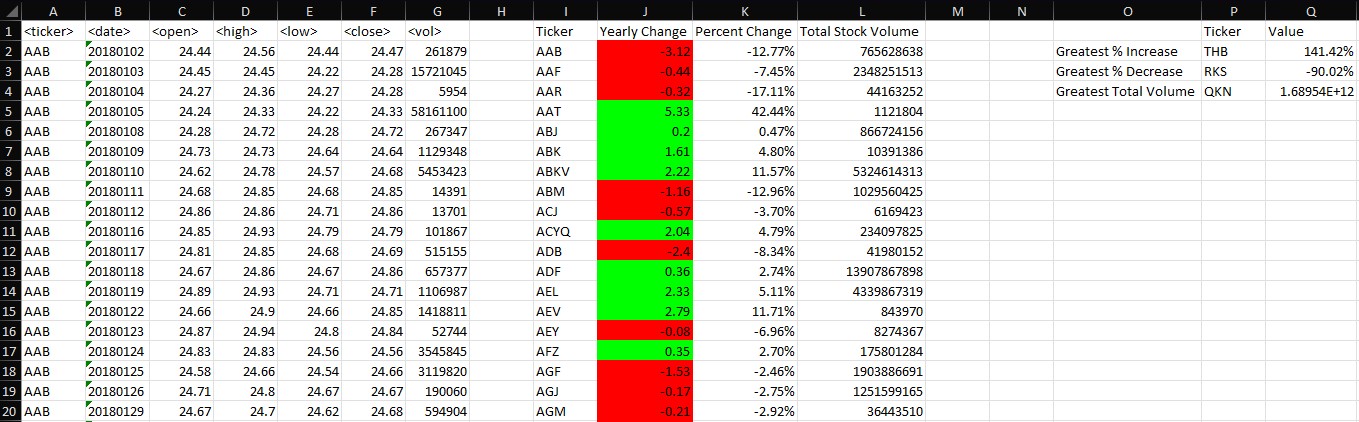 A B C D E F G H I J K L M N O P Q
1 <ticker> <date> <open> <high> <low> <close> <vol> Ticker Yearly Change Percent Change Total Stock Volume Ticker Value
2 AAB 20180102 24.44 24.56 24.44 24.47 261879 AAB -3.12 -12.77% 765628638 Greatest % Increase THB 141.42%
3 AAB 20180103 24.45 24.45 24.22 24.28 15721045 AAF -0.44 -7.45% 2348251513 Greatest % Decrease RKS -90.02%
4 AAB 20180104 24.27 24.36 24.27 24.28 5954 AAR -0.32 -17.11% 44163252 Greatest Total Volume QKN 1.68954E+12
5 AAB 20180105 24.24 24.33 24.22 24.33 58161100 AAT 5.33 42.44% 1121804
6 AAB 20180108 24.28 24.72 24.28 24.72 267347 ABJ 0.2 0.47% 866724156
7 AAB 20180109 24.73 24.73 24.64 24.64 1129348 ABK 1.61 4.80% 10391386
8 AAB 20180110 24.62 24.78 24.57 24.68 5453423 ABKV 2.22 11.57% 5324614313
9 AAB 20180111 24.68 24.85 24.68 24.85 14391 ABM -1.16 -12.96% 1029560425
10 AAB 20180112 24.86 24.86 24.71 24.86 13701 ACJ -0.57 -3.70% 6169423
11 AAB 20180116 24.85 24.93 24.79 24.79 101867 ACYQ 2.04 4.79% 234097825
12 AAB 20180117 24.81 24.85 24.68 24.69 515155 ADB -2.4 -8.34% 41980152
13 AAB 20180118 24.67 24.86 24.67 24.86 657377 ADF 0.36 2.74% 13907867898
14 AAB 20180119 24.89 24.93 24.71 24.71 1106987 AEL 2.33 5.11% 4339867319
15 AAB 20180122 24.66 24.9 24.66 24.85 1418811 AEV 2.79 11.71% 843970
16 AAB 20180123 24.87 24.94 24.8 24.84 52744 AEY -0.08 -6.96% 8274367
17 AAB 20180124 24.83 24.83 24.56 24.56 3545845 AFZ 0.35 2.70% 175801284
18 AAB 20180125 24.58 24.66 24.54 24.66 3119820 AGF -1.53 -2.46% 1903886691
19 AAB 20180126 24.71 24.8 24.67 24.67 190060 AGJ -0.17 -2.75% 1251599165
20 AAB 20180129 24.67 24.7 24.62 24.68 594904 AGM -0.21 -2.92% 36443510